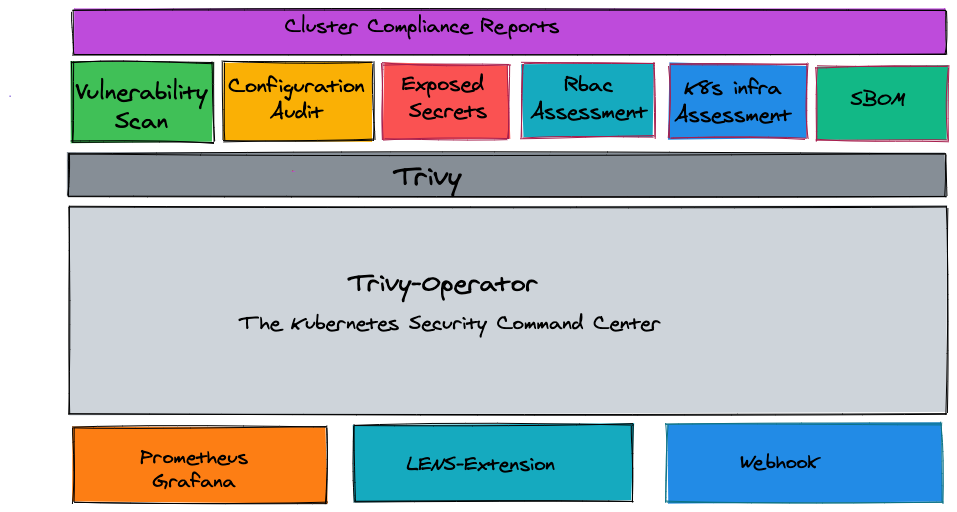 Cluster Compliance Reports
Vulnerability
Scan
Configuration
Audit
Exposed
Secrets
Rbac
Assessment
K8s infra
Assessment
SBOM
Trivy
Trivy-Operator
The Kubernetes Security Command Center
Prometheus
Grafana
LENS-Extension
Webhook